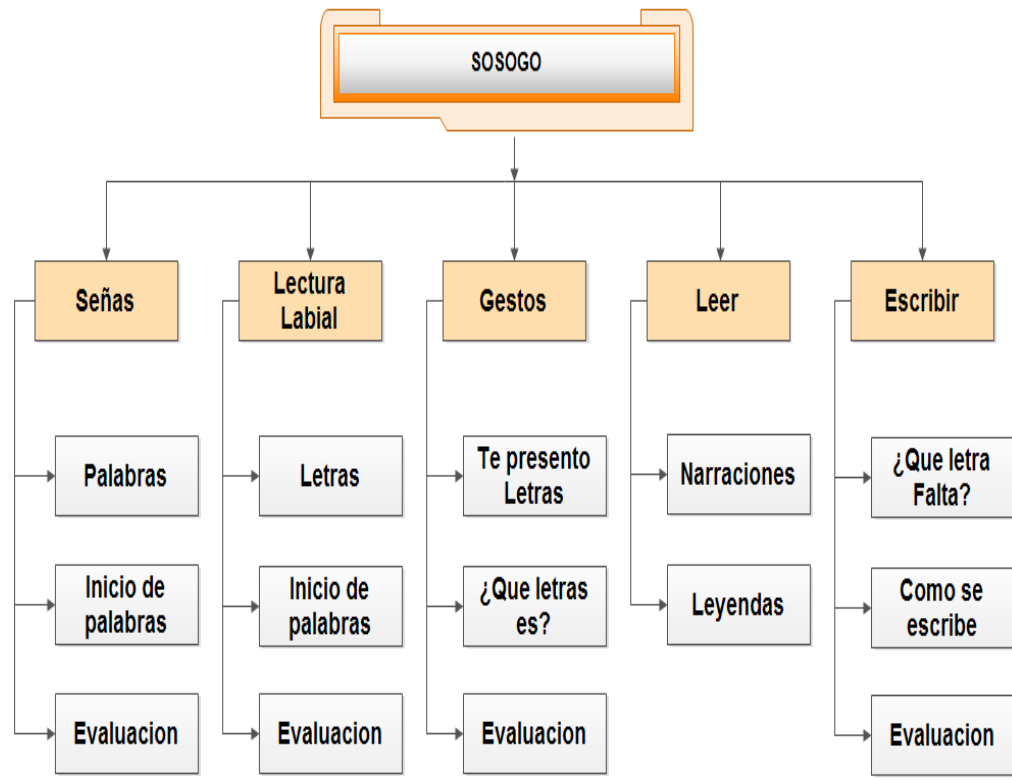 SOSOGO
Señas
Lectura
Labial
Gestos
Leer
Escribir
Palabras
Letras
Te presento
Letras
Narraciones
¿Que letra
Falta?
Inicio de
palabras
Inicio de
palabras
¿Que letras
es?
Leyendas
Como se
escribe
Evaluacion
Evaluacion
Evaluacion
Evaluacion